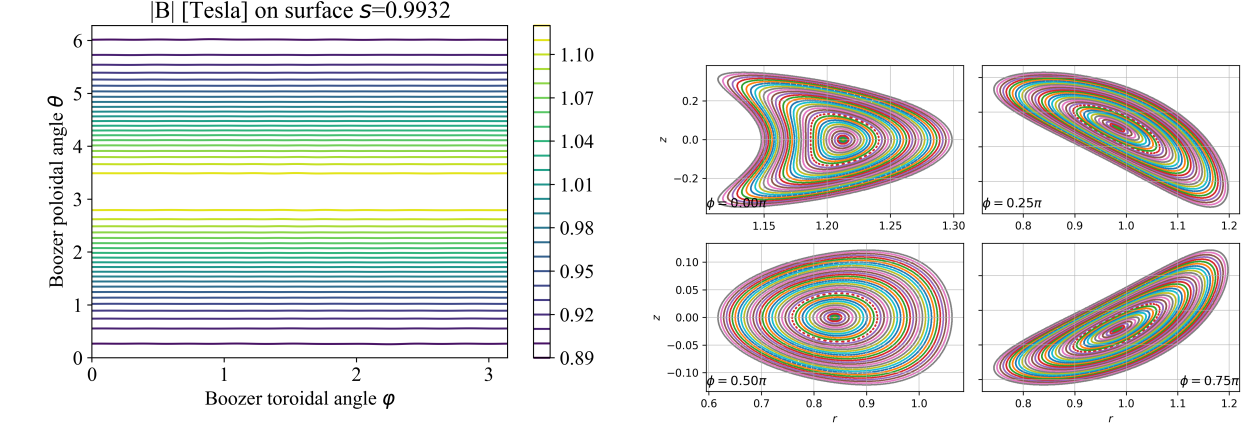 |B| [Tesla] on surface s=0.9932
Boozer poloidal angle θ
6
5
4
3
2
1
0
0 1 2 3
Boozer toroidal angle φ
1.10
1.07
1.04
1.01
0.98
0.95
0.92
0.89
z
0.2
0.0
−0.2
ϕ = 0.00π
1.15 1.20 1.25 1.30
ϕ = 0.25π
0.8 0.9 1.0 1.1 1.2
z
0.10
0.05
0.00
−0.05
−0.10
ϕ = 0.50π
0.6 0.7 0.8 0.9 1.0
r
ϕ = 0.75π
0.8 0.9 1.0 1.1 1.2
r